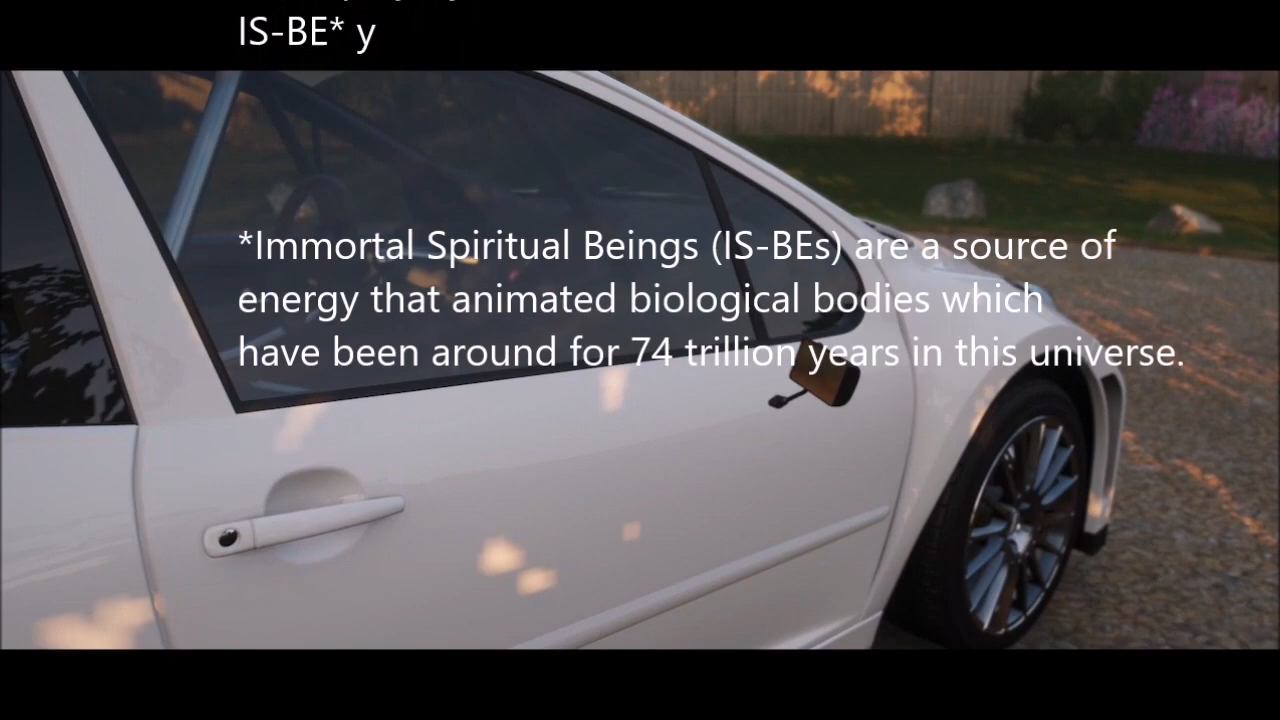 IS-BE* y
*Immortal Spiritual Beings (IS-BEs) are a source of
energy that animated biological bodies which
have been around for 74 trillion years in this universe.